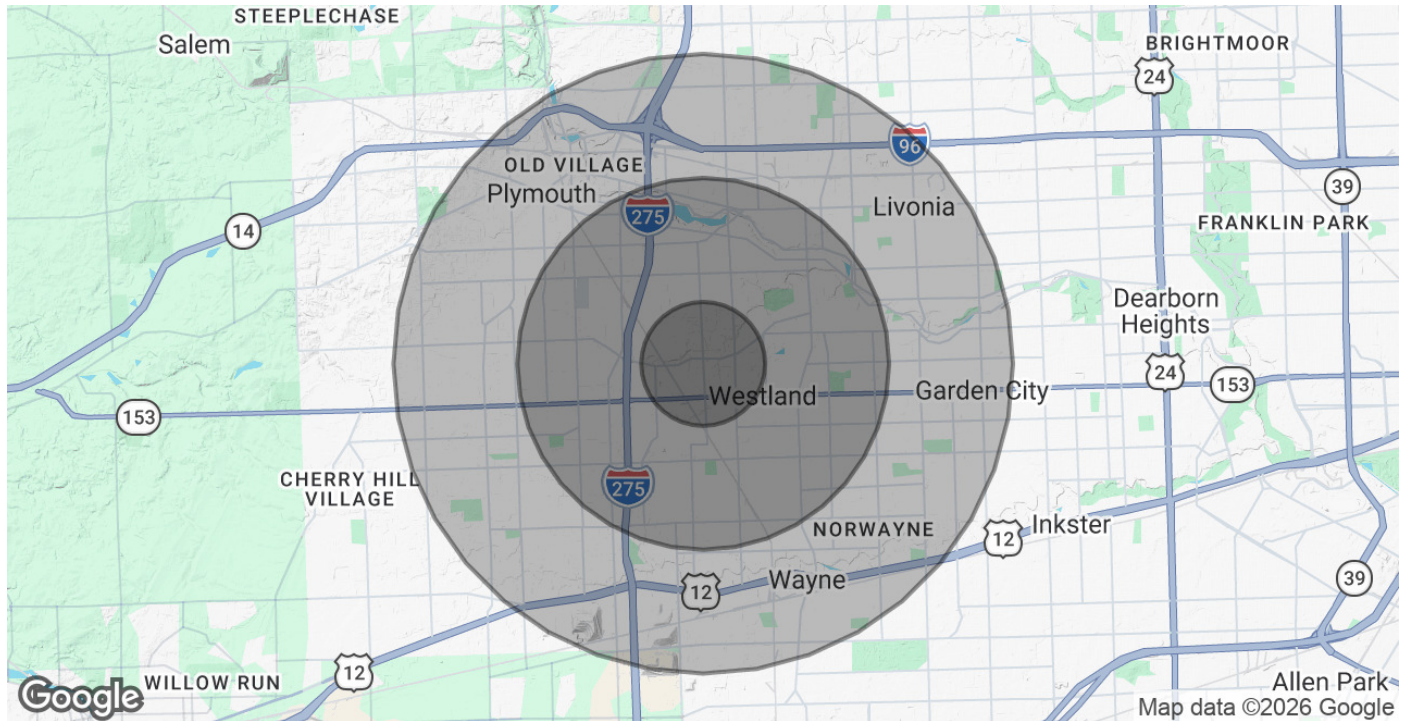 STEEPLECHASE
Salem
BRIGHTMOOR
24
96
OLD VILLAGE
Plymouth
39
275
Livonia
14
FRANKLIN PARK
Dearborn
Heights
24
153
Westland
Garden City
153
CHERRY HILL
VILLAGE
275
NORWAYNE
12
Inkster
12
Wayne
39
12
WILLOW RUN
Allen Park
Google
Map data ©2026 Google